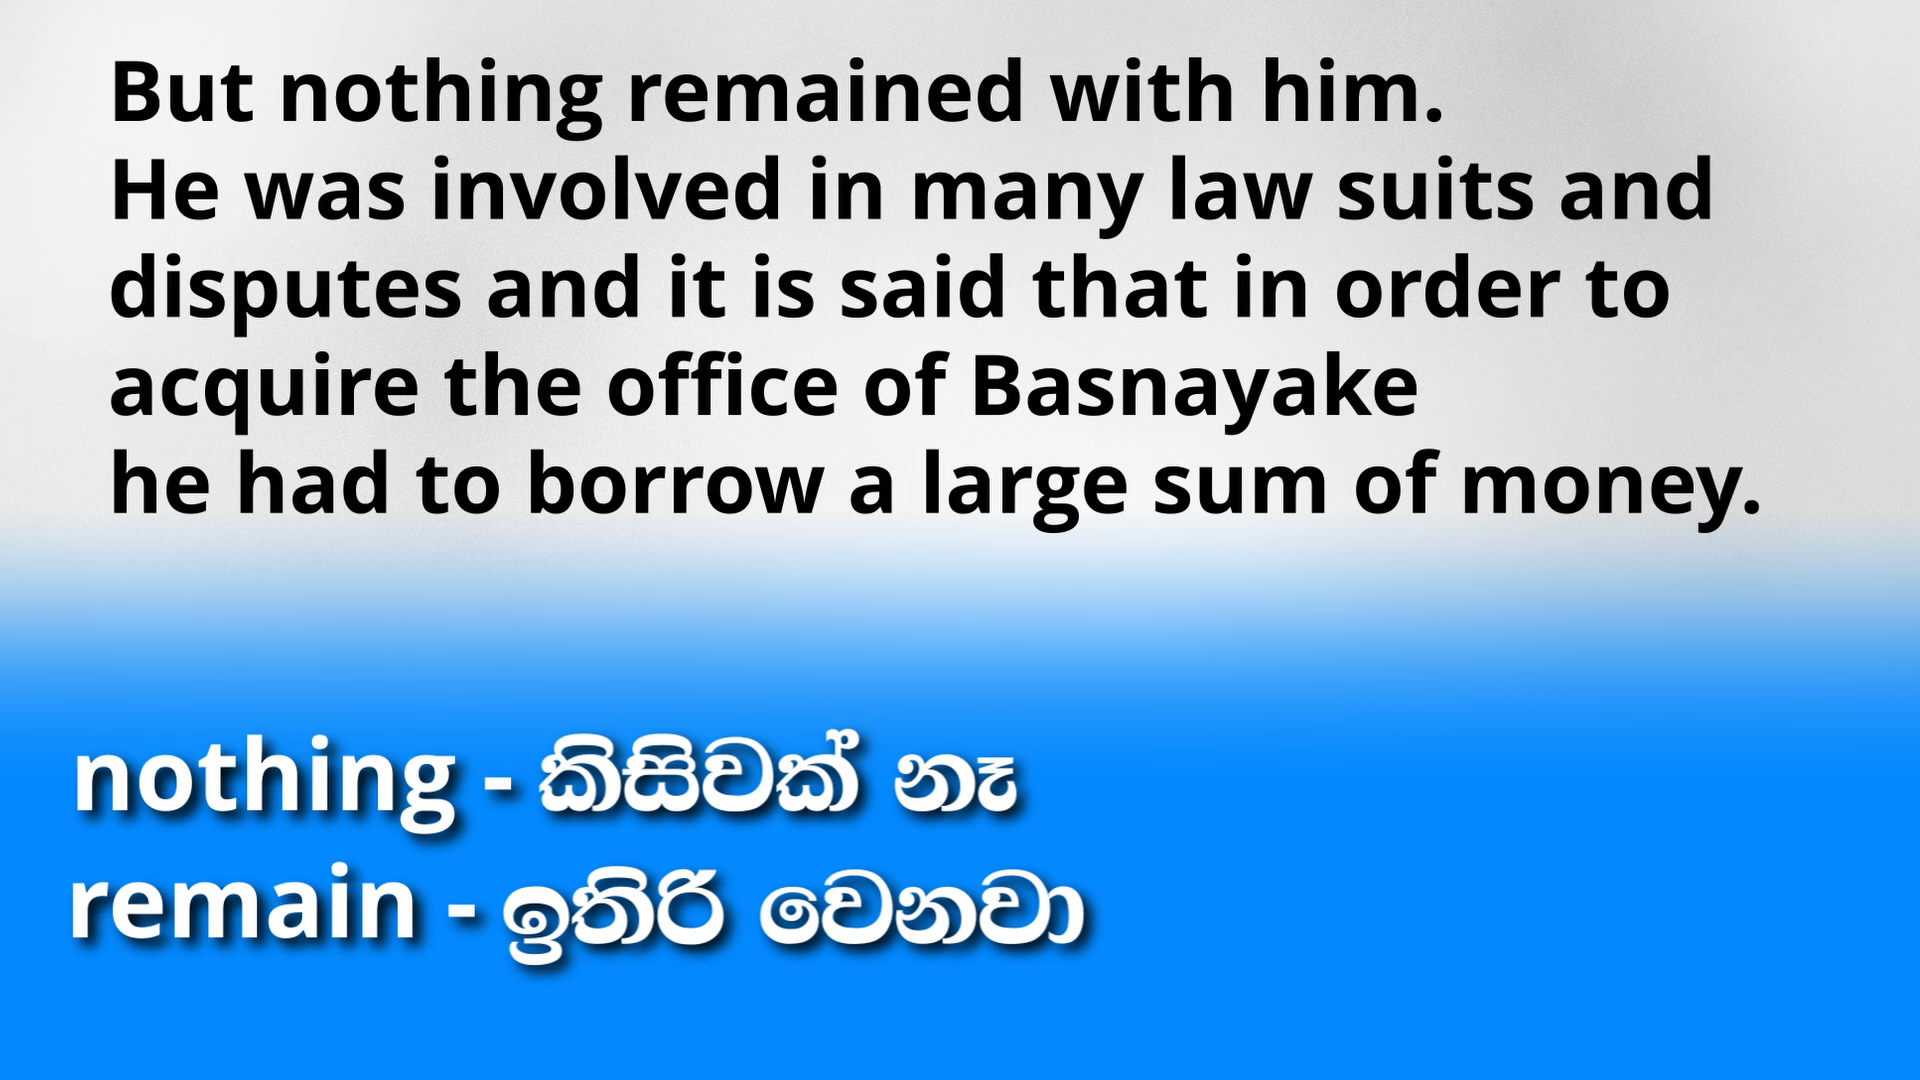 But nothing remained with him.
He was involved in many law suits and
disputes and it is said that in order to
acquire the office of Basnayake
he had to borrow a large sum of money.
nothing - කිසිවක් නෑ
remain - ඉතිරි වෙනවා